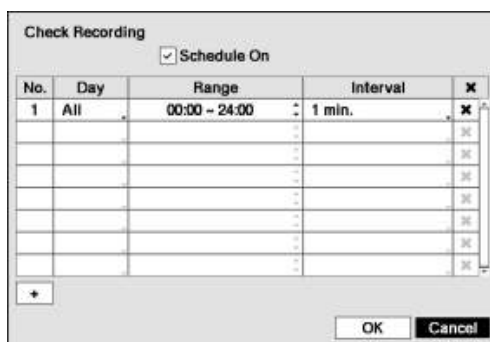 Check Recording
Schedule On
No. Day Range Interval ×
1 All 00:00 ~ 24:00 1 min. ×
+
OK Cancel